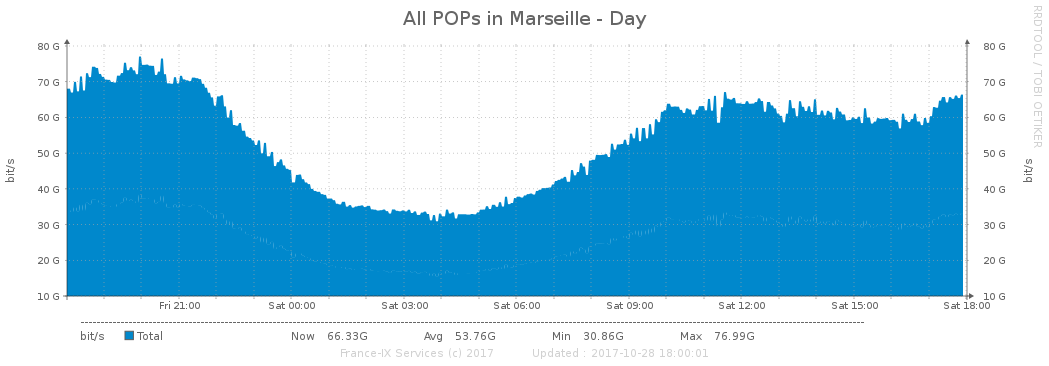 All POPs in Marseille - Day
RRDTOOL / TOBI OETIKER
80 G 80 G
70 G 70 G
60 G 60 G
50 G 50 G
40 G 40 G
30 G 30 G
20 G 20 G
10 G 10 G
bit/s bit/s
Fri 21:00 Sat 00:00 Sat 03:00 Sat 06:00 Sat 09:00 Sat 12:00 Sat 15:00 Sat 18:00
bit/s Total Now 66.33G Avg 53.76G Min 30.86G Max 76.99G
France-IX Services (c) 2017 Updated : 2017-10-28 18:00:01